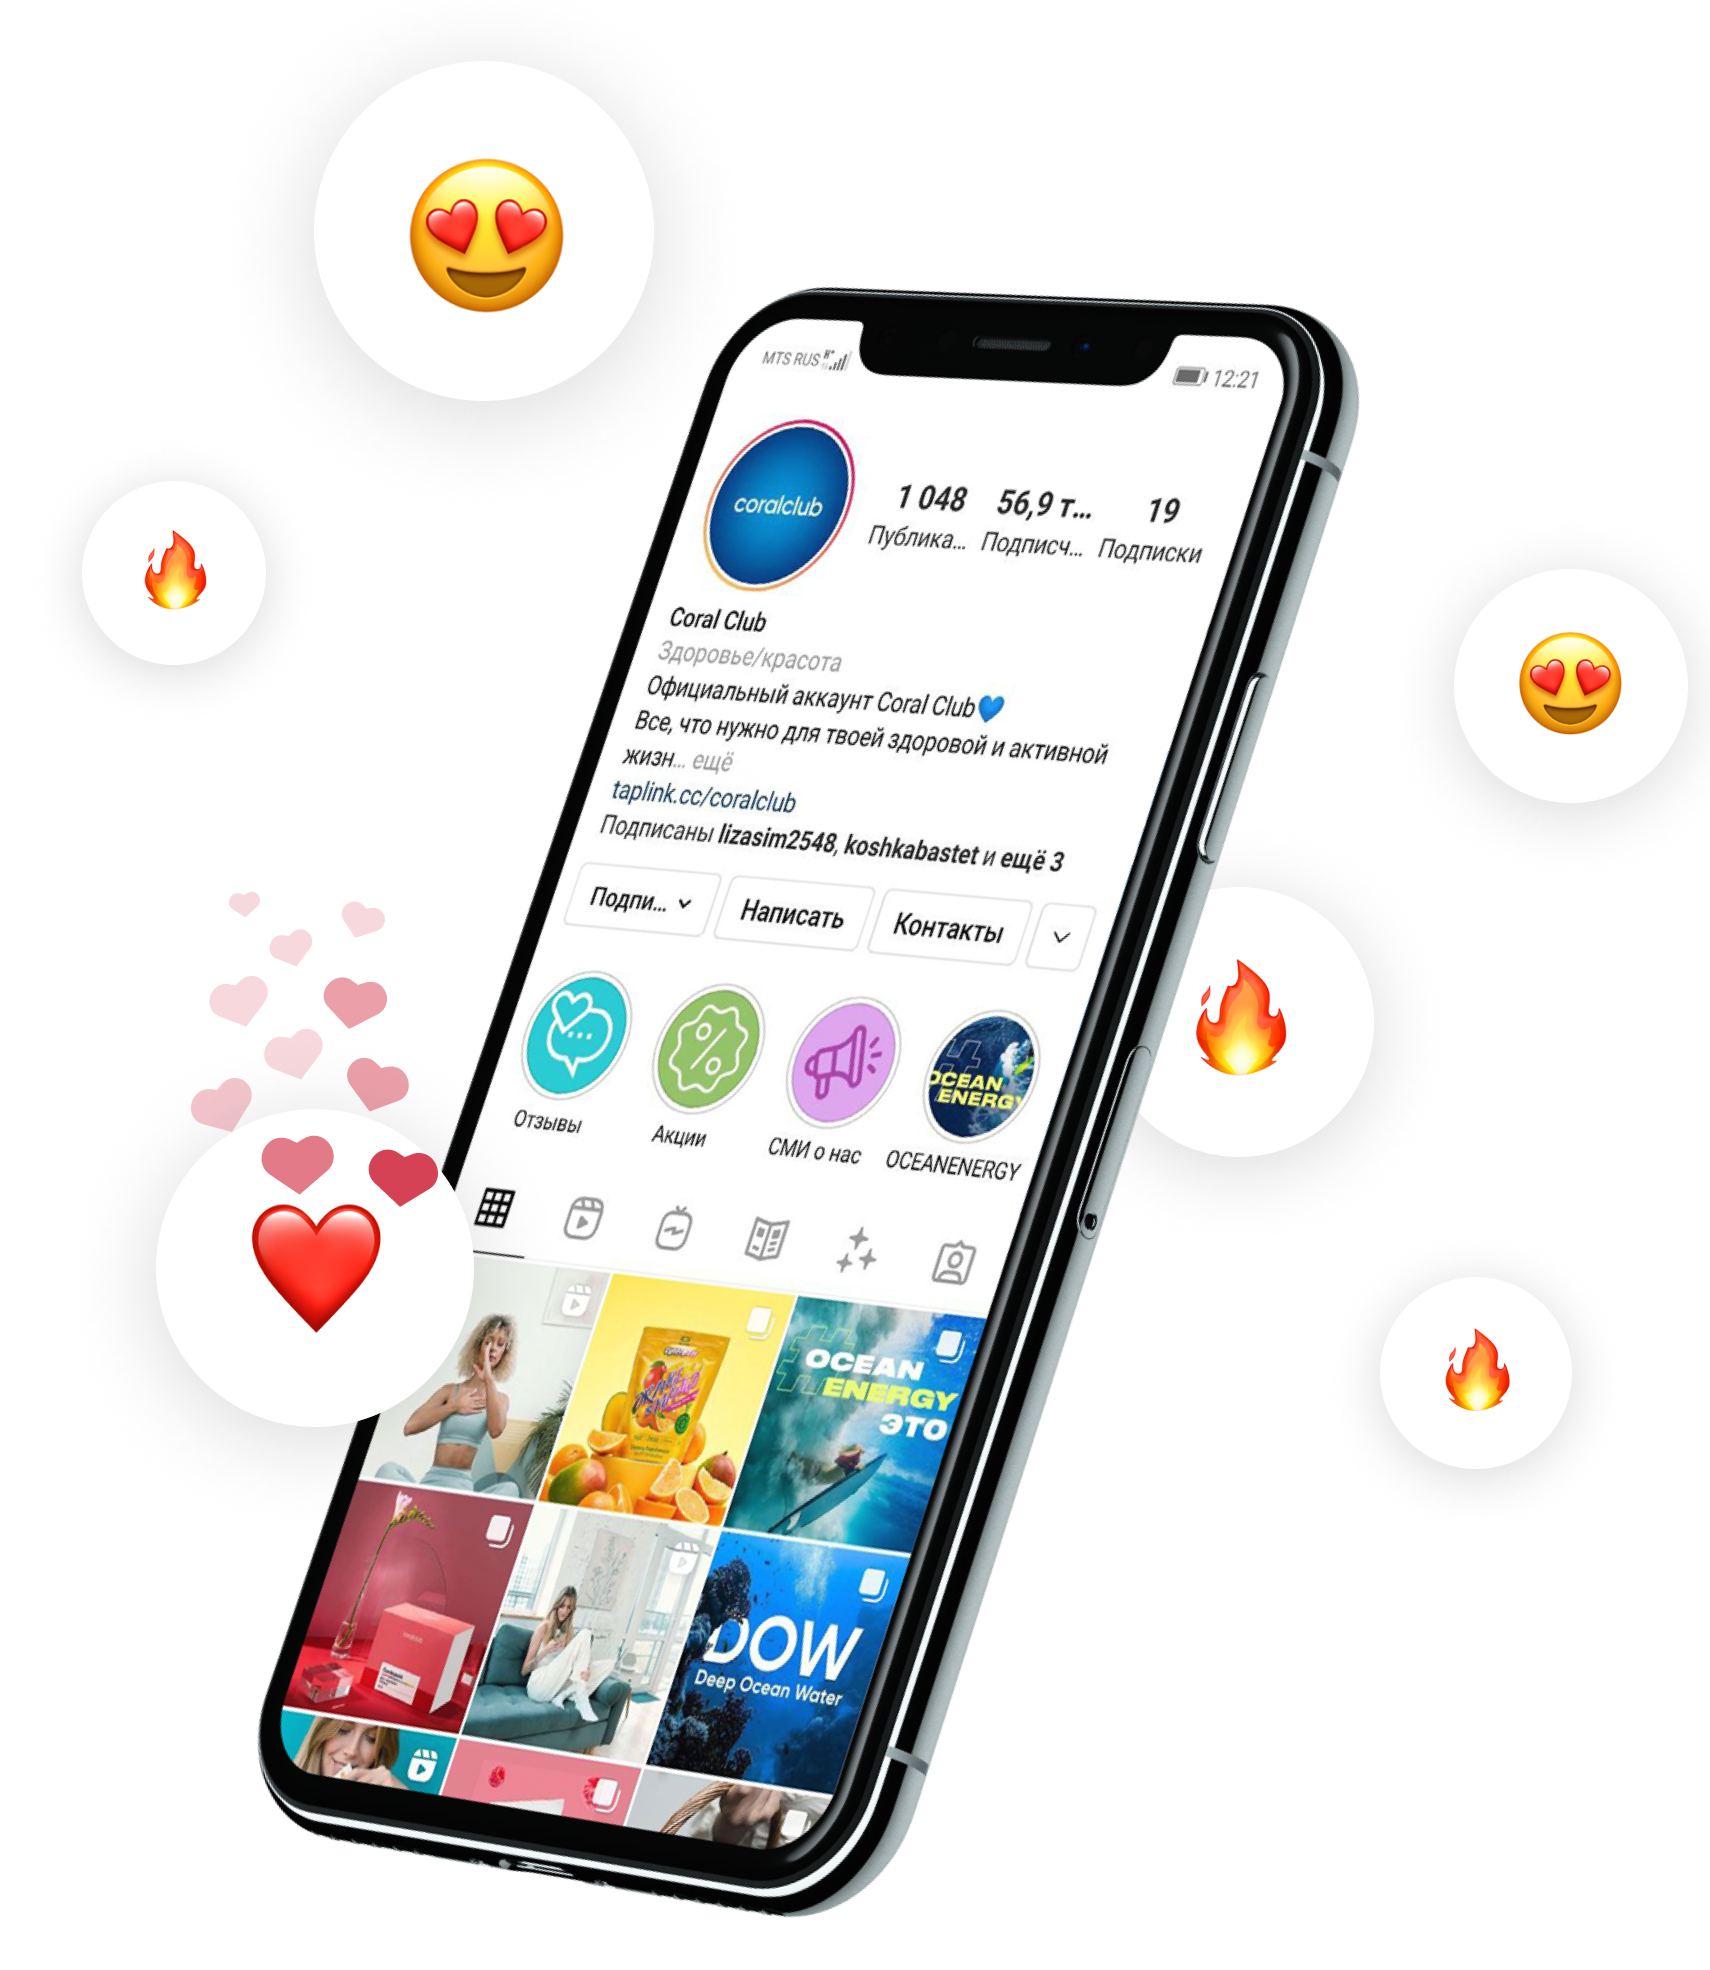 MTS RUS
12:21
coralclub
1 048 56,9 т... 19
Публика... Подписч... Подписки
Coral Club
Здоровье/красота
Официальный аккаунт Coral Club💙
Все, что нужно для твоей здоровой и активной
жизн... ещё
taplink.cc/coralclub
Подписаны lizasim2548, koshkabastet и ещё 3
Подпи... Написать Контакты
#
OCEAN
ENERGY
Отзывы Акции СМИ о нас OCEANENERGY
#
OCEAN
ENERGY
ЭТО
DOW
Deep Ocean Water